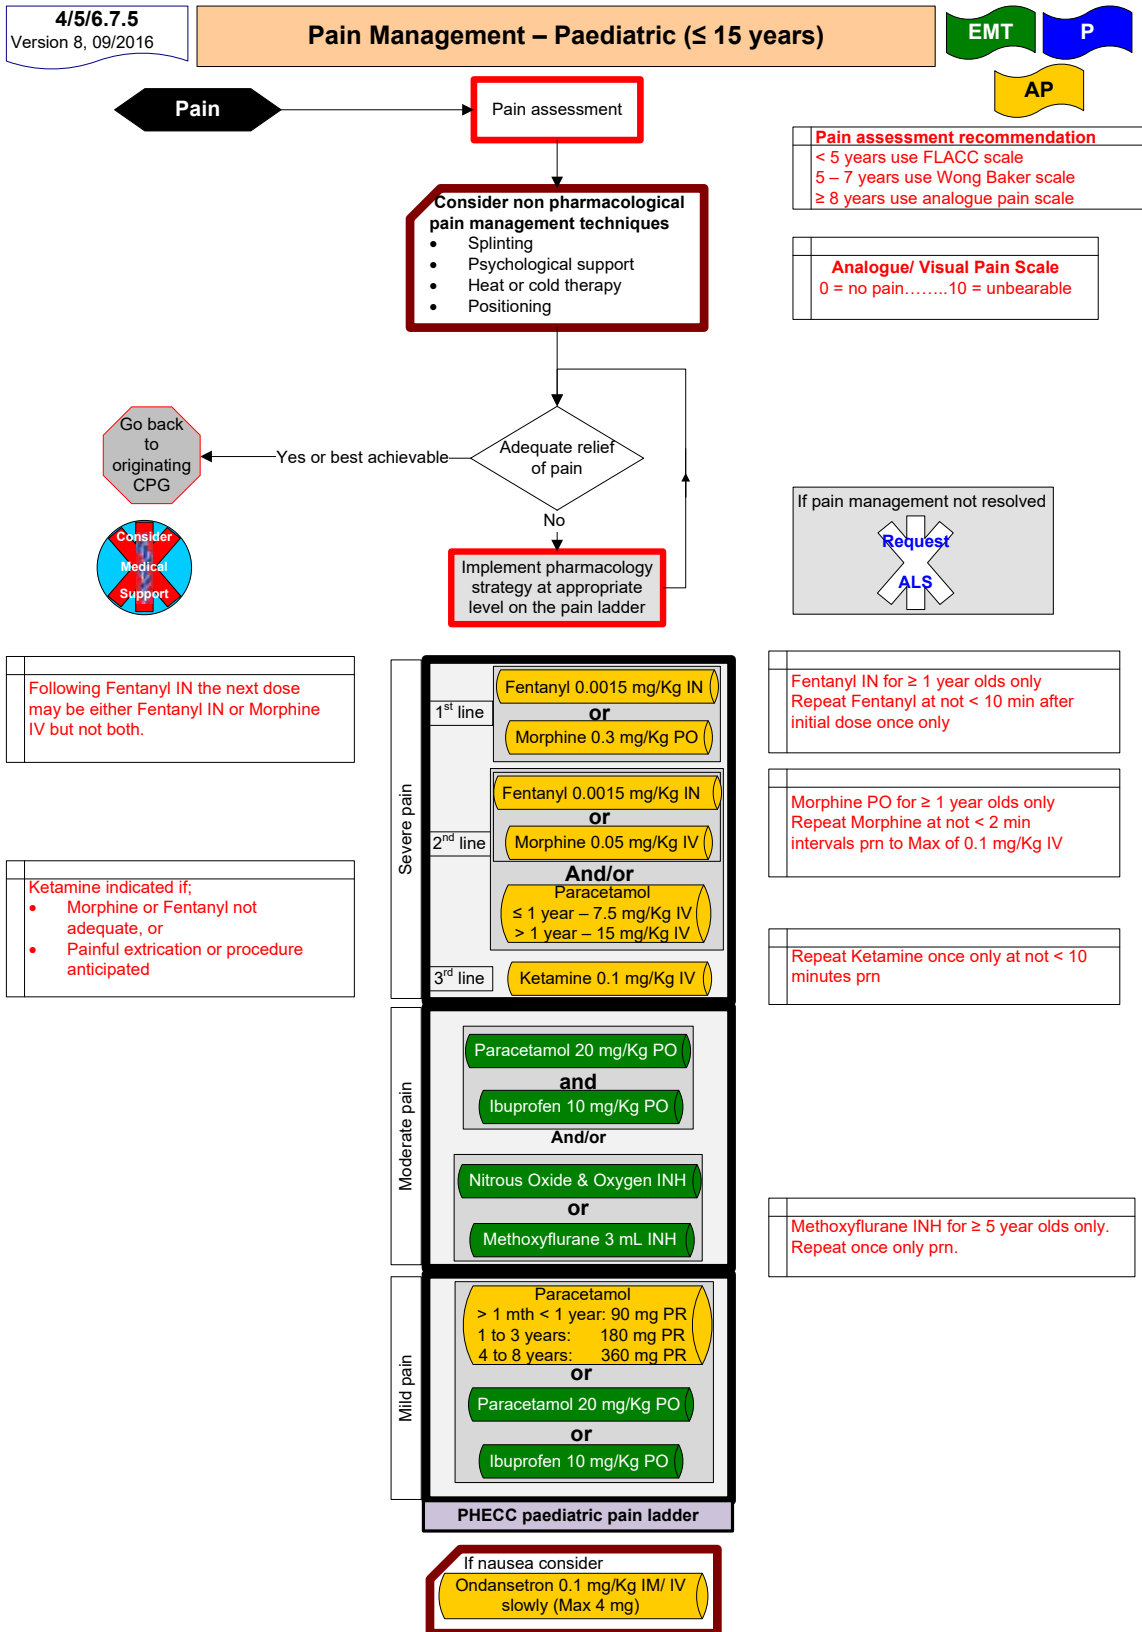 4/5/6.7.5
Version 8, 09/2016
Pain Management – Paediatric (≤ 15 years)
EMT
P
AP
Pain
Pain assessment
Pain assessment recommendation
< 5 years use FLACC scale
5 – 7 years use Wong Baker scale
≥ 8 years use analogue pain scale
Consider non pharmacological
pain management techniques
• Splinting
• Psychological support
• Heat or cold therapy
• Positioning
Analogue/ Visual Pain Scale
0 = no pain……..10 = unbearable
Go back
to
originating
CPG
Yes or best achievable
Adequate relief
of pain
No
Consider
Medical
Support
Implement pharmacology
strategy at appropriate
level on the pain ladder
If pain management not resolved
Request
ALS
Following Fentanyl IN the next dose
may be either Fentanyl IN or Morphine
IV but not both.
Ketamine indicated if;
• Morphine or Fentanyl not
adequate, or
• Painful extrication or procedure
anticipated
Severe pain
1st line
Fentanyl 0.0015 mg/Kg IN
or
Morphine 0.3 mg/Kg PO
2nd line
Fentanyl 0.0015 mg/Kg IN
or
Morphine 0.05 mg/Kg IV
And/or
Paracetamol
≤ 1 year – 7.5 mg/Kg IV
> 1 year – 15 mg/Kg IV
3rd line
Ketamine 0.1 mg/Kg IV
Fentanyl IN for ≥ 1 year olds only
Repeat Fentanyl at not < 10 min after
initial dose once only
Morphine PO for ≥ 1 year olds only
Repeat Morphine at not < 2 min
intervals prn to Max of 0.1 mg/Kg IV
Repeat Ketamine once only at not < 10
minutes prn
Moderate pain
Paracetamol 20 mg/Kg PO
and
Ibuprofen 10 mg/Kg PO
And/or
Nitrous Oxide & Oxygen INH
or
Methoxyflurane 3 mL INH
Methoxyflurane INH for ≥ 5 year olds only.
Repeat once only prn.
Mild pain
Paracetamol
> 1 mth < 1 year: 90 mg PR
1 to 3 years: 180 mg PR
4 to 8 years: 360 mg PR
or
Paracetamol 20 mg/Kg PO
or
Ibuprofen 10 mg/Kg PO
PHECC paediatric pain ladder
If nausea consider
Ondansetron 0.1 mg/Kg IM/ IV
slowly (Max 4 mg)